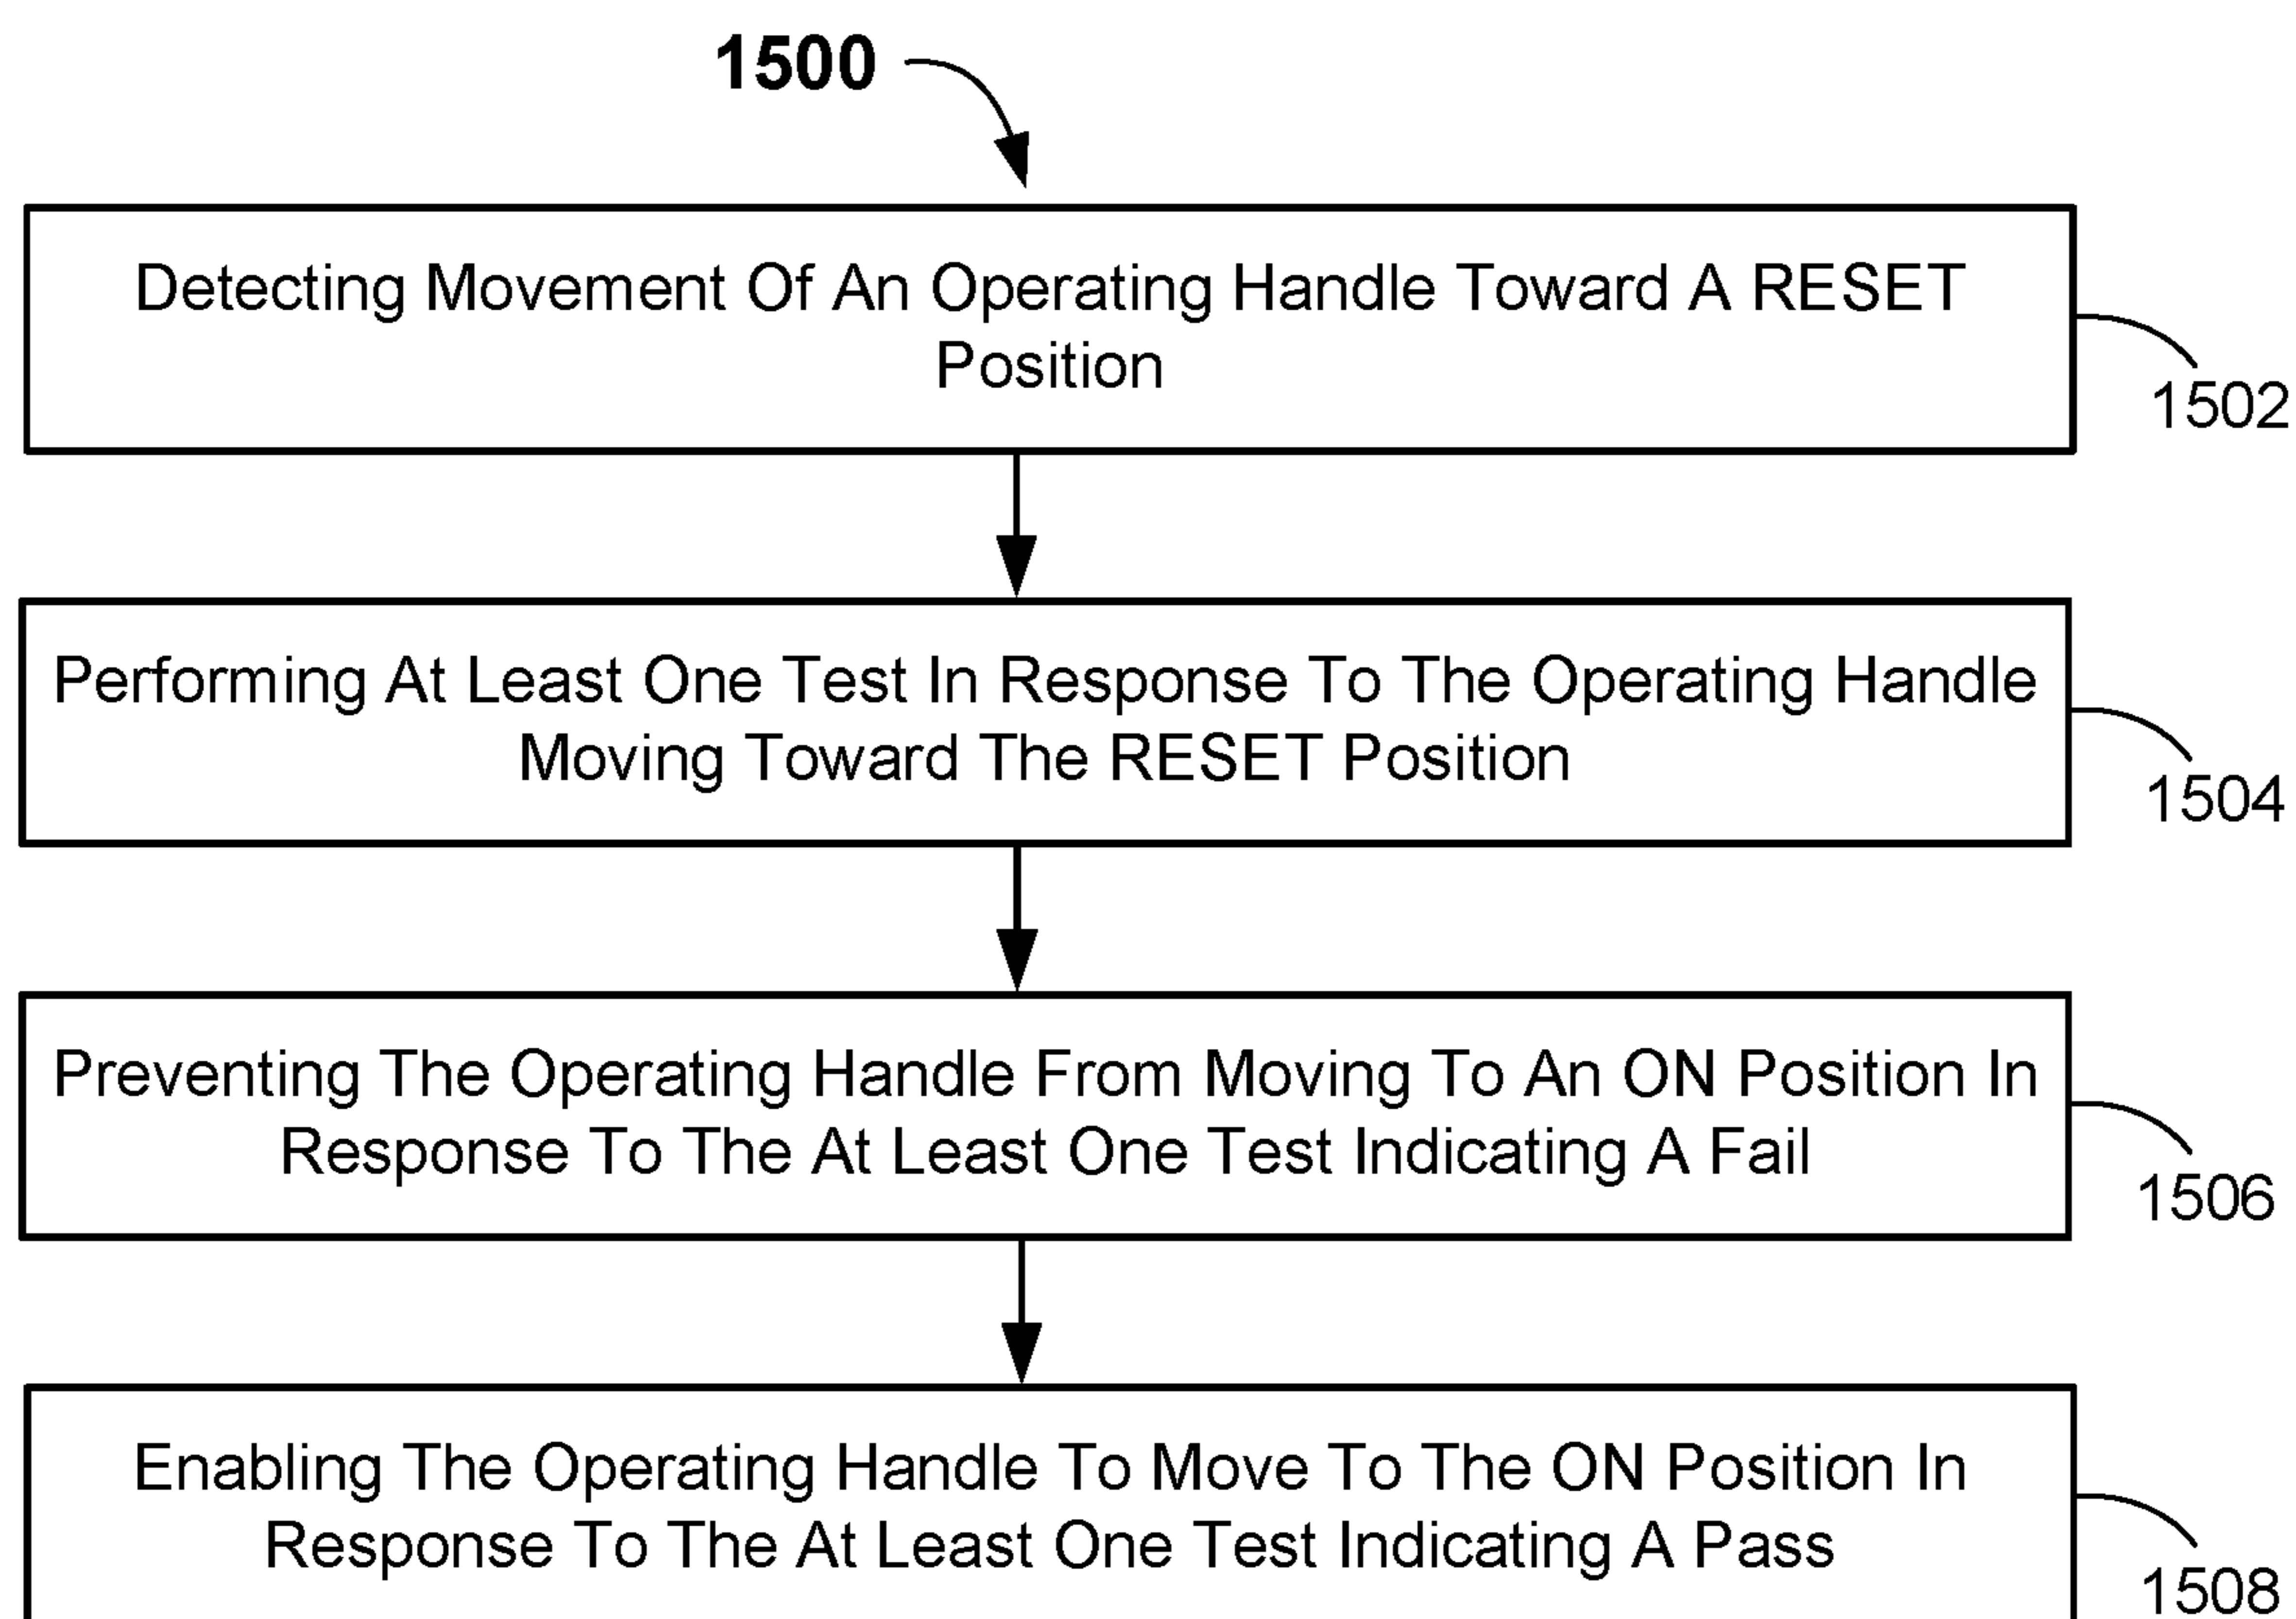 1500
Detecting Movement Of An Operating Handle Toward A RESET
Position
1502
Performing At Least One Test In Response To The Operating Handle
Moving Toward The RESET Position
1504
Preventing The Operating Handle From Moving To An ON Position In
Response To The At Least One Test Indicating A Fail
1506
Enabling The Operating Handle To Move To The ON Position In
Response To The At Least One Test Indicating A Pass
1508